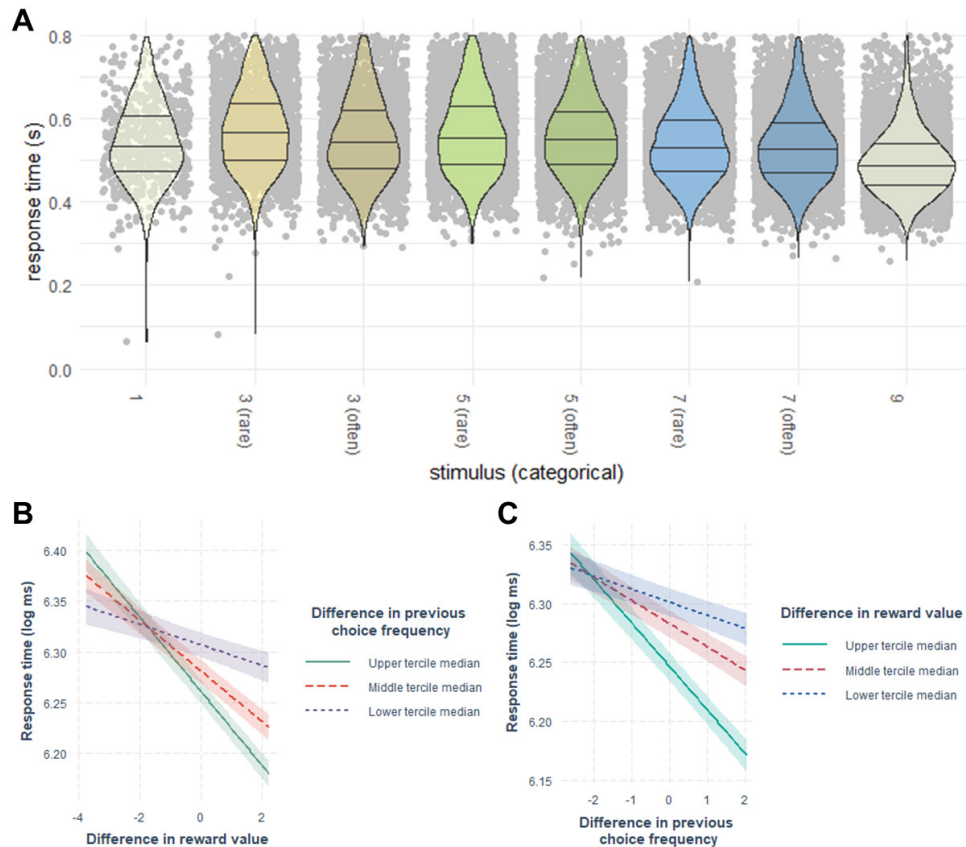 A
response time (s)
0.8
0.6
0.4
0.2
0.0
1
3 (rare)
3 (often)
5 (rare)
5 (often)
7 (rare)
7 (often)
9
stimulus (categorical)
B
Response time (log ms)
6.40
6.35
6.30
6.25
6.20
-4
-2
0
2
Difference in reward value
Difference in previous
choice frequency
Upper tercile median
Middle tercile median
Lower tercile median
C
Response time (log ms)
6.35
6.30
6.25
6.20
6.15
-2
-1
0
1
2
Difference in previous
choice frequency
Difference in reward value
Upper tercile median
Middle tercile median
Lower tercile median